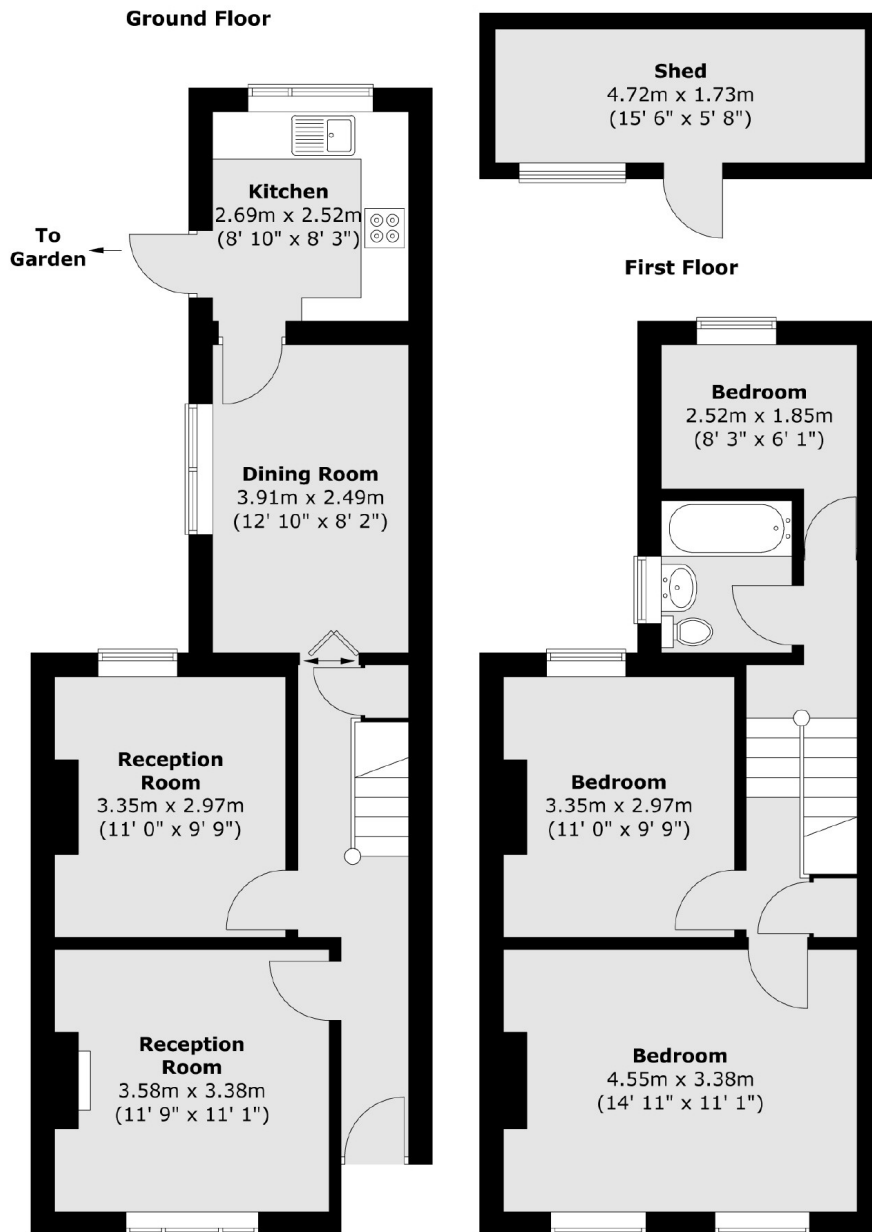 Ground Floor
Kitchen
2.69m x 2.52m
(8' 10" x 8' 3")
To
Garden
Dining Room
3.91m x 2.49m
(12' 10" x 8' 2")
Reception
Room
3.35m x 2.97m
(11' 0" x 9' 9")
Reception
Room
3.58m x 3.38m
(11' 9" x 11' 1")
Shed
4.72m x 1.73m
(15' 6" x 5' 8")
First Floor
Bedroom
2.52m x 1.85m
(8' 3" x 6' 1")
Bedroom
3.35m x 2.97m
(11' 0" x 9' 9")
Bedroom
4.55m x 3.38m
(14' 11" x 11' 1")